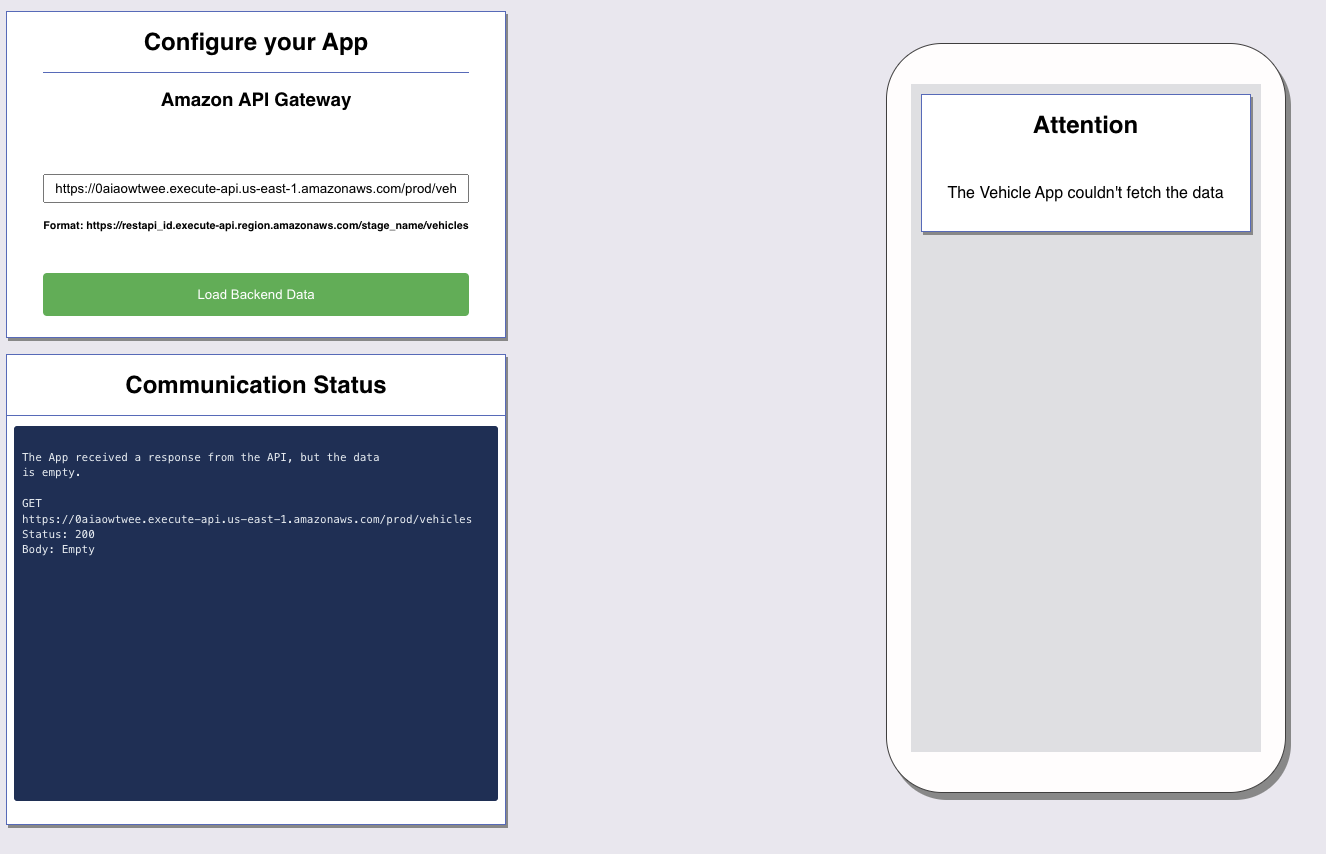 Configure your App
Amazon API Gateway
https://0aiaowtwee.execute-api.us-east-1.amazonaws.com/prod/veh
Format: https://restapi_id.execute-api.region.amazonaws.com/stage_name/vehicles
Load Backend Data
Communication Status
The App received a response from the API, but the data
is empty.
GET
https://0aiaowtwee.execute-api.us-east-1.amazonaws.com/prod/vehicles
Status: 200
Body: Empty
Attention
The Vehicle App couldn't fetch the data